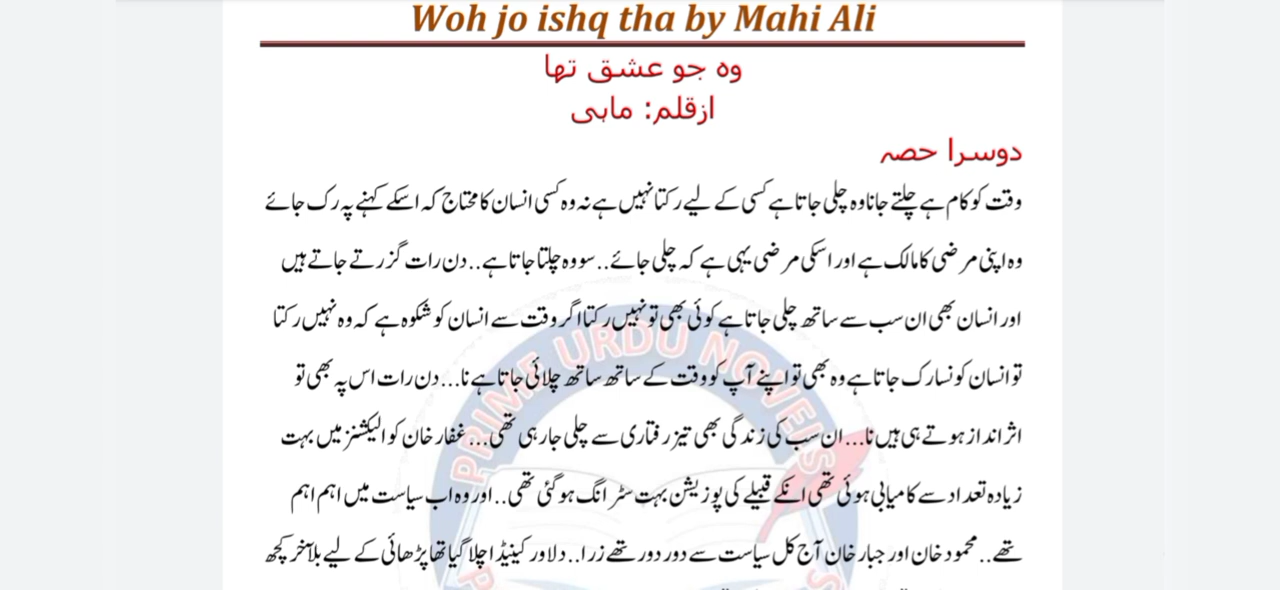 Woh jo ishq tha by Mahi Ali
وہ جو عشق تھا
ازقلم: ماہی
دوسرا حصہ
وقت کو کام ہے چلتے جانا وہ چلی جاتا ہے کسی کے لیے رکتا نہیں ہے نہ وہ کسی انسان کا محتاج کہ اسکے کہنے پہ رک جائے
وہ اپنی مرضی کا مالک ہے اور اسکی مرضی یہی ہے کہ چلی جائے..سو وہ چلتا جاتا ہے..دن رات گزرتے جاتے ہیں
اور انسان بھی ان سب سے ساتھ چلی جاتا ہے کوئی بھی تو نہیں رکتا اگر وقت سے انسان کو شکوہ ہے کہ وہ نہیں رکتا
تو انسان کونسا رک جاتا ہے وہ بھی تو اپنے آپ کو وقت کے ساتھ ساتھ چلائی جاتا ہے نا...دن رات اس پہ بھی تو
اثر انداز ہوتے ہی ہیں نا...ان سب کی زندگی بھی تیز رفتاری سے چلی جا رہی تھی...غفار خان کو الیکشنز میں بہت
زیادہ تعداد سے کامیابی ہوئی تھی انکے قبیلے کی پوزیشن بہت سٹرانگ ہو گئی تھی..اور وہ اب سیاست میں اہم اہم
تھے..محمود خان اور جبار خان آج کل سیاست سے دور دور تھے زرا..دلاور کینیڈا چلا گیا تھا پڑھائی کے لیے بلآخر کچھ
PRIME URDU NOVELS